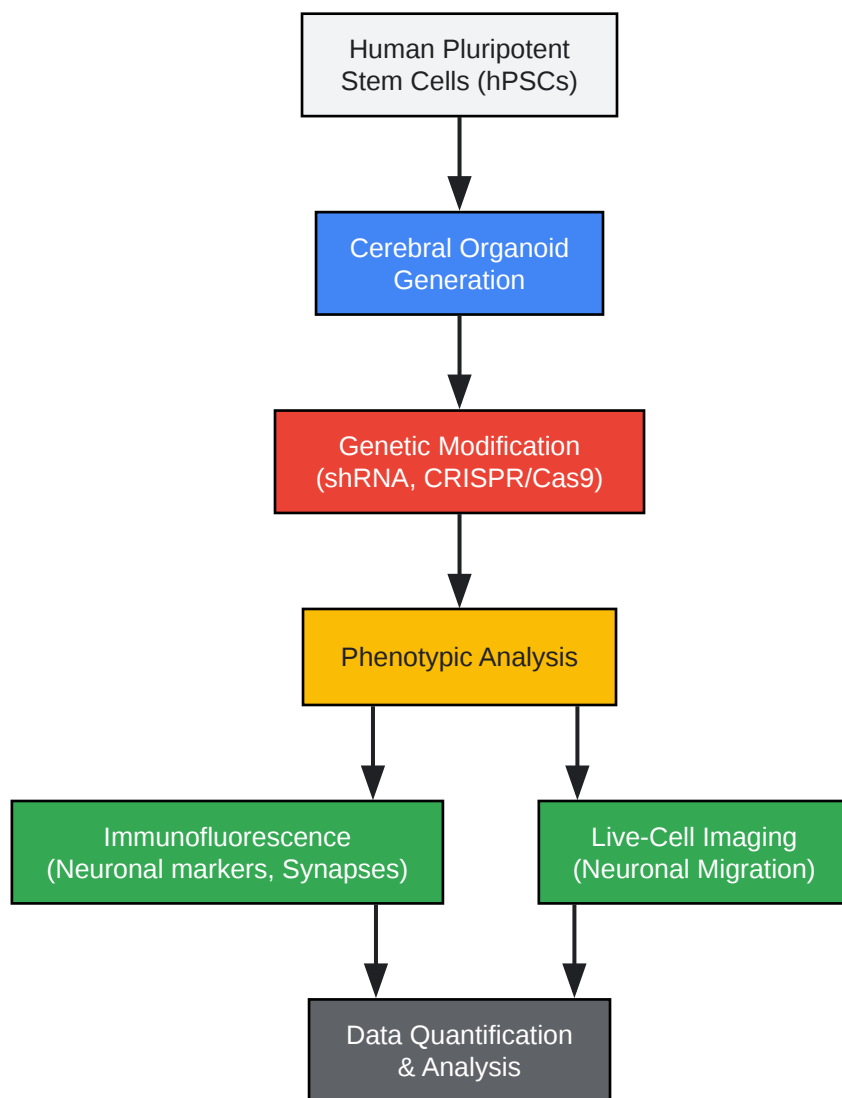 Human Pluripotent
Stem Cells (hPSCs)
Cerebral Organoid
Generation
Genetic Modification
(shRNA, CRISPR/Cas9)
Phenotypic Analysis
Immunofluorescence
(Neuronal markers, Synapses)
Live-Cell Imaging
(Neuronal Migration)
Data Quantification
& Analysis